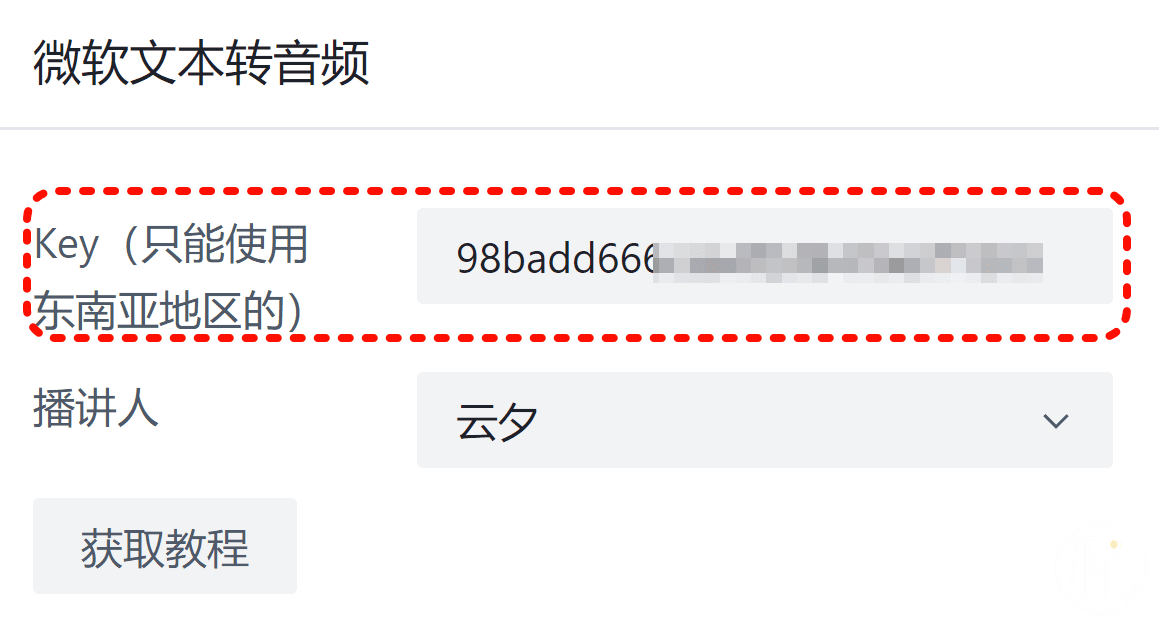 微软文本转音频
Key（只能使用
东南亚地区的）
98badd666
播讲人
云夕
获取教程